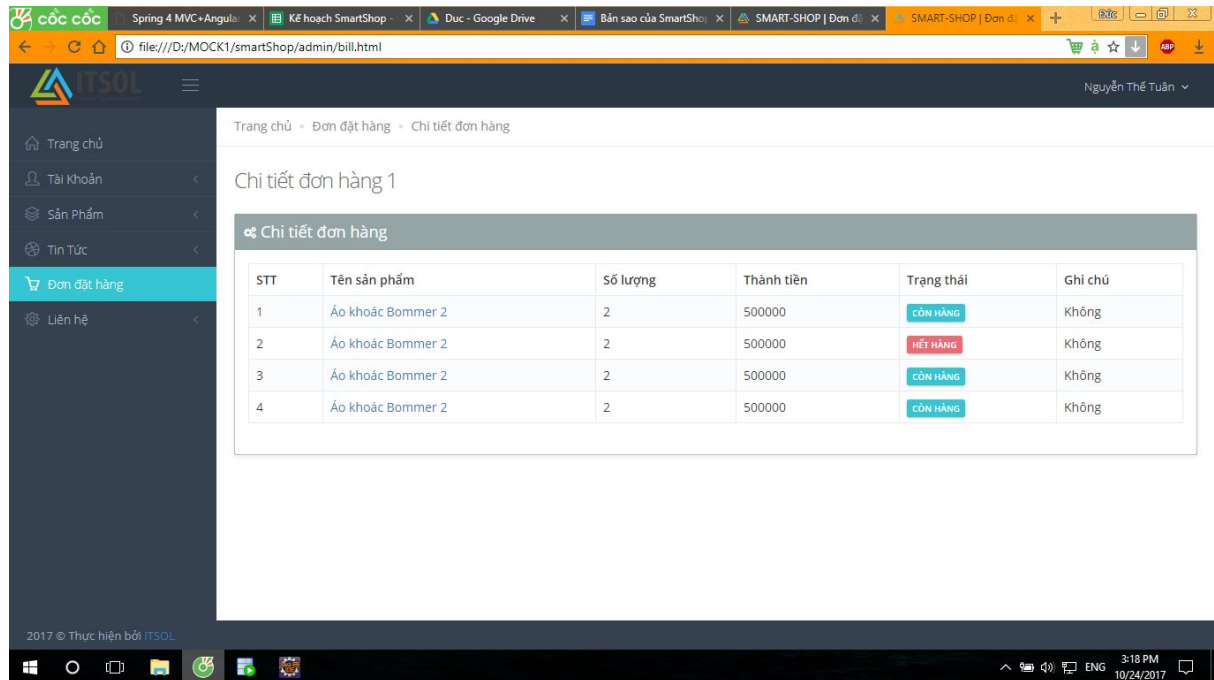 cốc cốc
Spring 4 MVC+Angular
Kế hoạch SmartShop -
Duc - Google Drive
Bản sao của SmartShop
SMART-SHOP | Đơn đặ
SMART-SHOP | Đơn đặ
Đức
file:///D:/MOCK1/smartShop/admin/bill.html
ABP
ITSOL
Nguyễn Thế Tuân
Trang chủ
Tài Khoản
Sản Phẩm
Tin Tức
Đơn đặt hàng
Liên hệ
Trang chủ Đơn đặt hàng Chi tiết đơn hàng
Chi tiết đơn hàng 1
Chi tiết đơn hàng
STT Tên sản phẩm Số lượng Thành tiền Trạng thái Ghi chú
1 Áo khoác Bommer 2 2 500000 CÒN HÀNG Không
2 Áo khoác Bommer 2 2 500000 HẾT HÀNG Không
3 Áo khoác Bommer 2 2 500000 CÒN HÀNG Không
4 Áo khoác Bommer 2 2 500000 CÒN HÀNG Không
2017 © Thực hiện bởi ITSOL
ENG
3:18 PM
10/24/2017